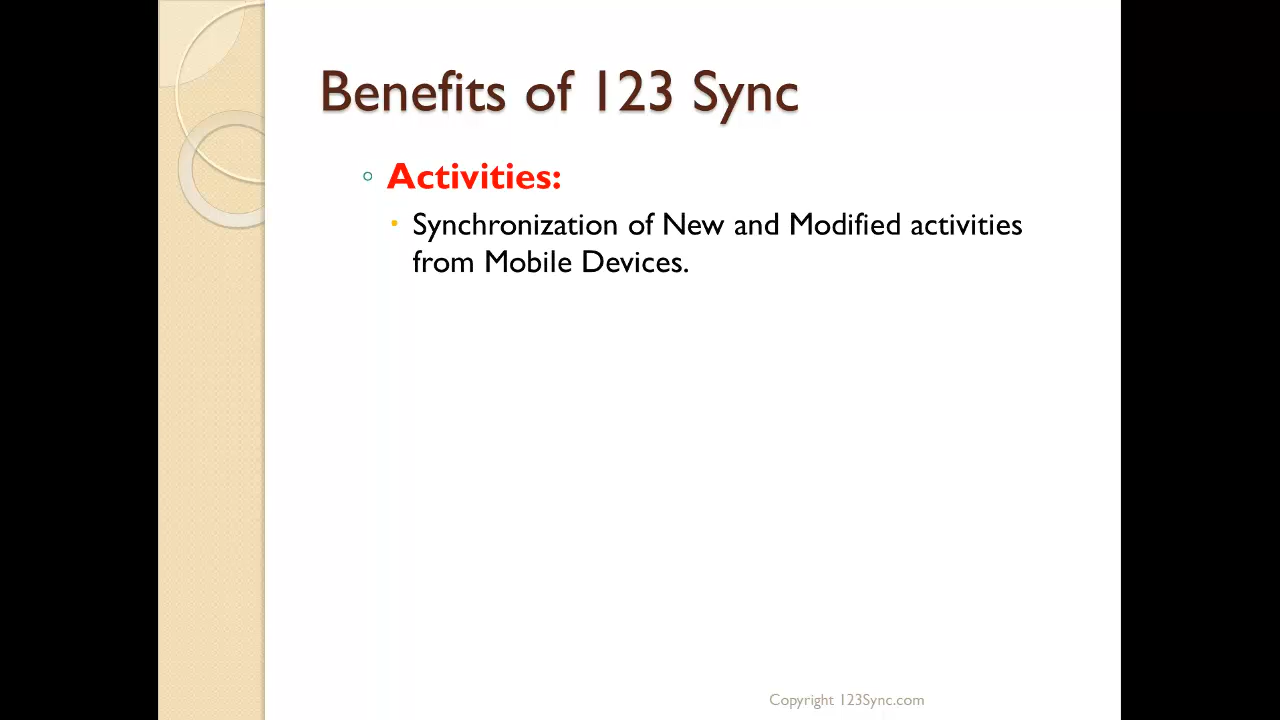 Benefits of 123 Sync
Activities:
Synchronization of New and Modified activities
from Mobile Devices.
Copyright 123Sync.com